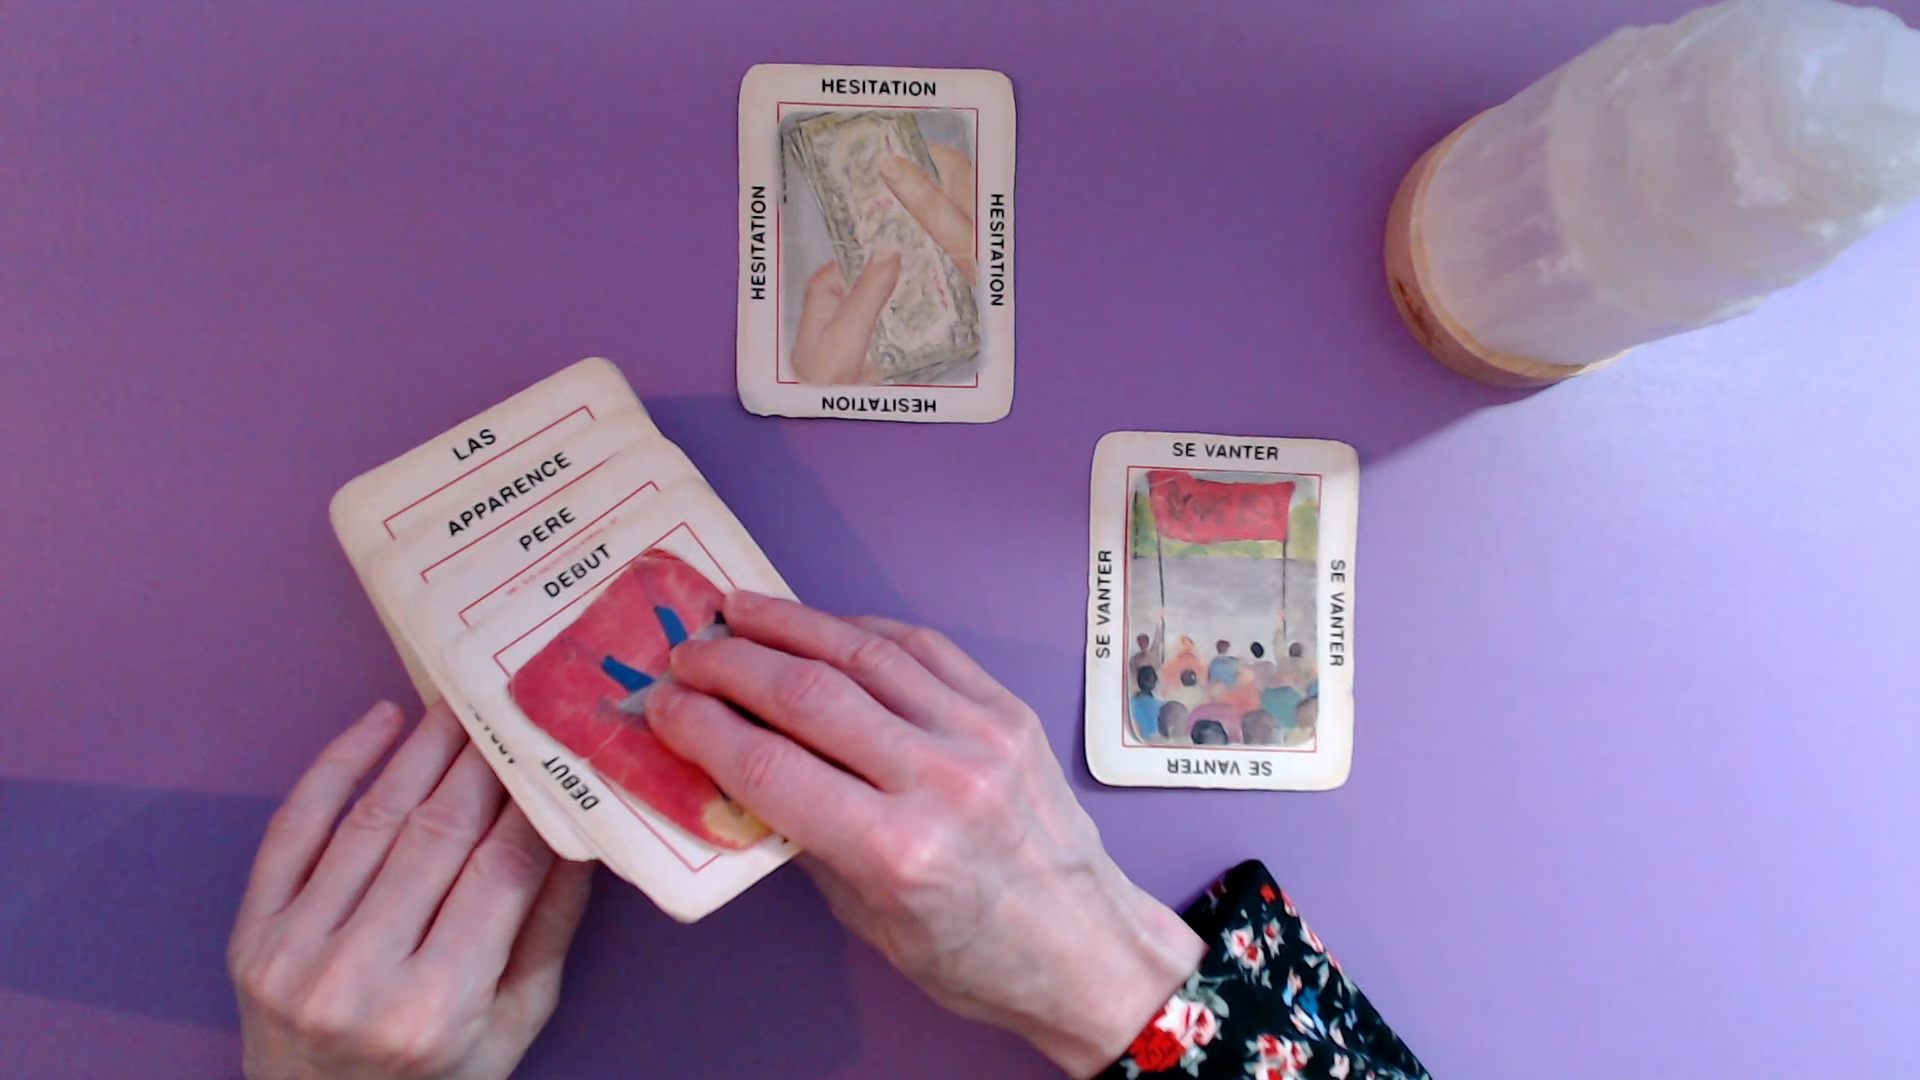 HESITATION
HESITATION
HESITATION
HESITATION
SE VANTER
SE VANTER
SE VANTER
SE VANTER
LAS
APPARENCE
PERE
DEBUT
DEBUT